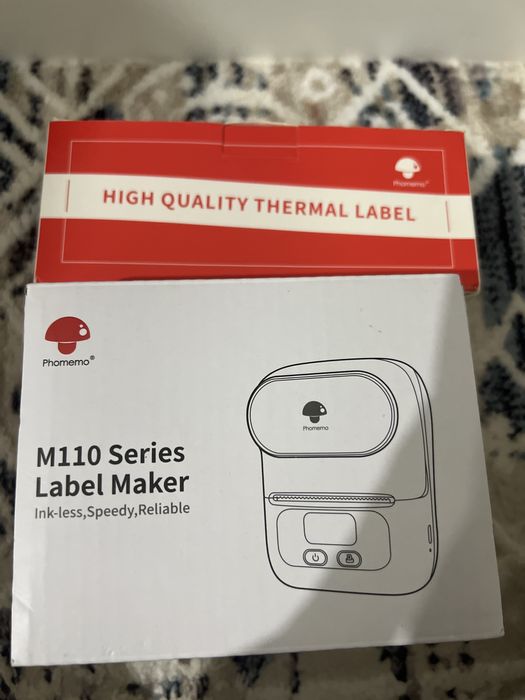 Phomemo®
HIGH QUALITY THERMAL LABEL
Phomemo®
Phomemo
M110 Series
Label Maker
Ink-less,Speedy,Reliable